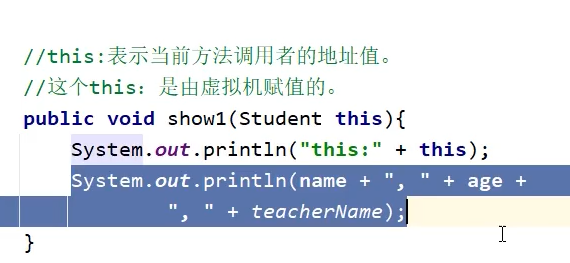 //this:表示当前方法调用者的地址值。
//这个this：是由虚拟机赋值的。
public void show1(Student this){
System.out.println("this:" + this);
System.out.println(name + ", " + age +
", " + teacherName);
}